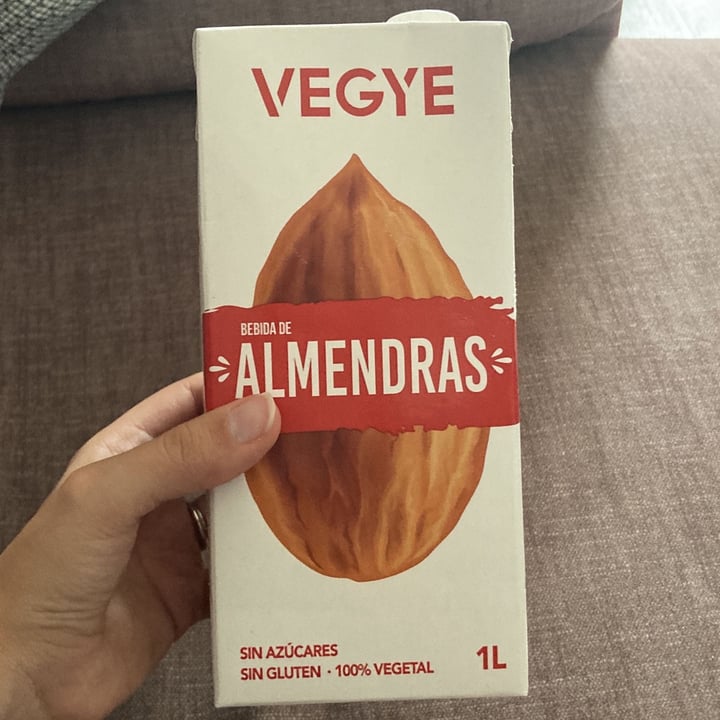 VEGYE
BEBIDA DE
ALMENDRAS
SIN AZÚCARES
SIN GLUTEN · 100% VEGETAL
1L